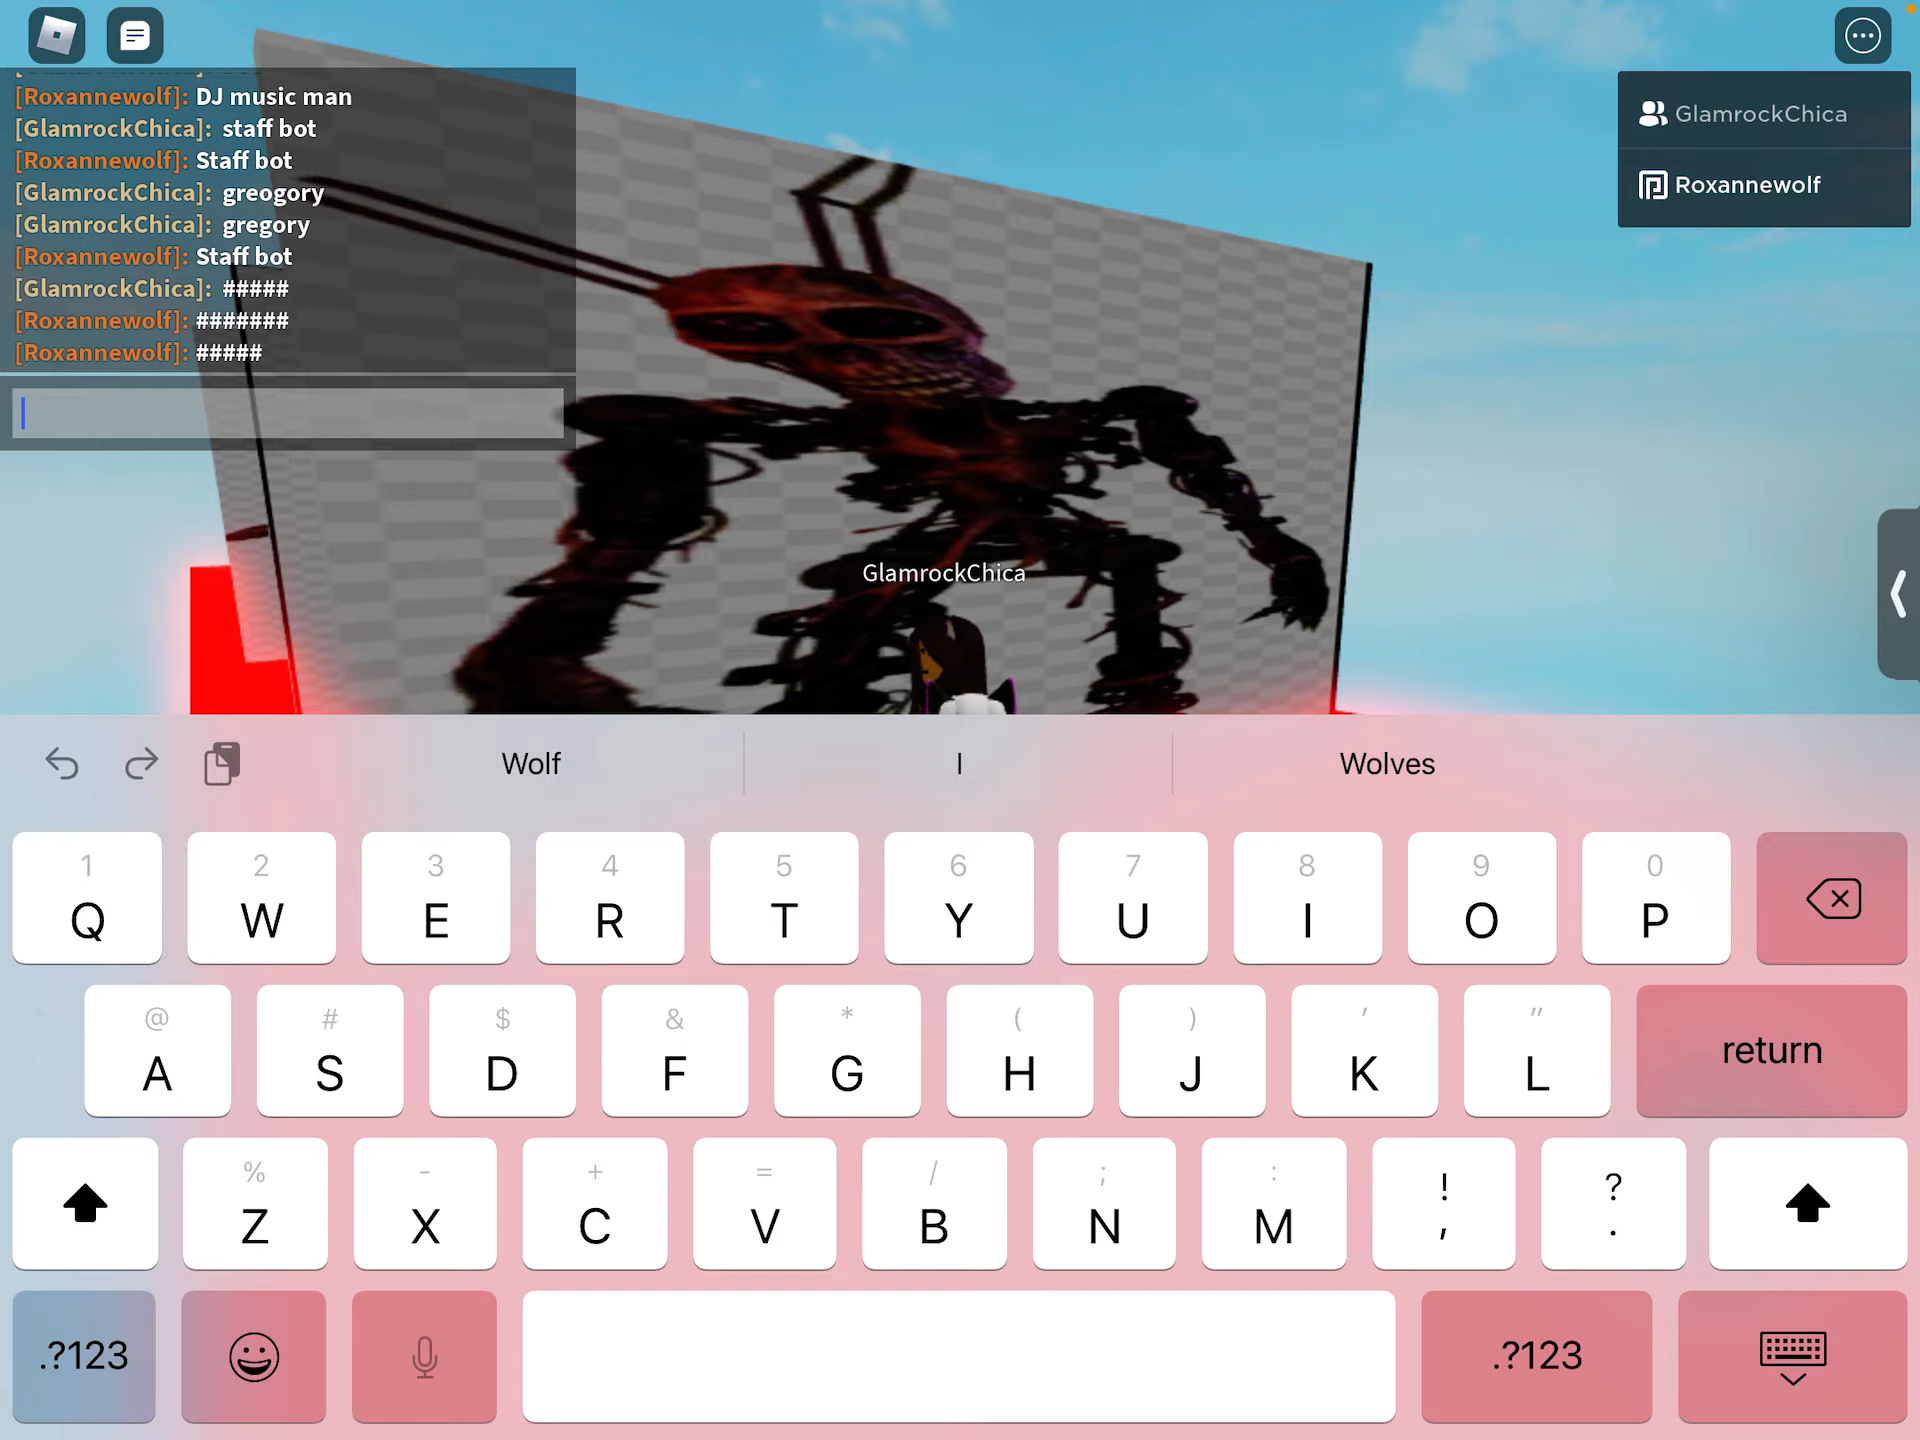 [Roxannewolf]: DJ music man
[GlamrockChica]: staff bot
[Roxannewolf]: Staff bot
[GlamrockChica]: greogory
[GlamrockChica]: gregory
[Roxannewolf]: Staff bot
[GlamrockChica]: #####
[Roxannewolf]: #######
[Roxannewolf]: #####
GlamrockChica
Roxannewolf
GlamrockChica
Wolf I Wolves
1 2 3 4 5 6 7 8 9 0
Q W E R T Y U I O P
@ # $ & * ( ) ' "
A S D F G H J K L return
% - + = / ; : ! ?
Z X C V B N M , .
.?123 .?123